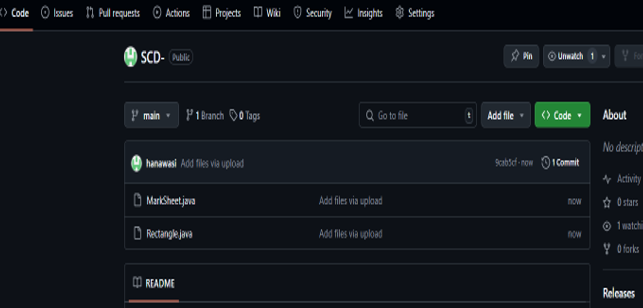 Code Issues Pull requests Actions Projects Wiki Security Insights Settings
SCD- Public Pin Unwatch 1
main 1 Branch 0 Tags Go to file t Add file Code About
hanawasi Add files via upload 9cab5cf · now 1 Commit
No descript
MarkSheet.java Add files via upload now
Activity
0 stars
1 watchi
Rectangle.java Add files via upload now
0 forks
README
Releases